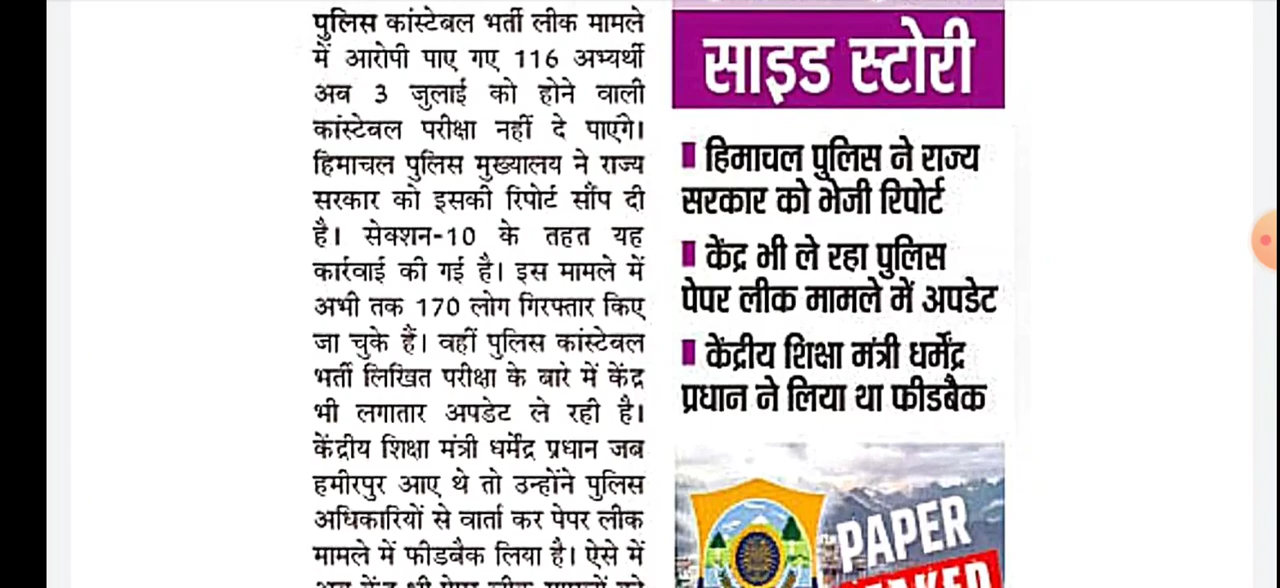 पुलिस कांस्टेबल भर्ती लीक मामले
में आरोपी पाए गए 116 अभ्यर्थी
अब 3 जुलाई को होने वाली
कांस्टेबल परीक्षा नहीं दे पाएंगे।
हिमाचल पुलिस मुख्यालय ने राज्य
सरकार को इसकी रिपोर्ट सौंप दी
है। सेक्शन-10 के तहत यह
कार्रवाई की गई है। इस मामले में
अभी तक 170 लोग गिरफ्तार किए
जा चुके हैं। वहीं पुलिस कांस्टेबल
भर्ती लिखित परीक्षा के बारे में केंद्र
भी लगातार अपडेट ले रही है।
केंद्रीय शिक्षा मंत्री धर्मेंद्र प्रधान जब
हमीरपुर आए थे तो उन्होंने पुलिस
अधिकारियों से वार्ता कर पेपर लीक
मामले में फीडबैक लिया है। ऐसे में
साइड स्टोरी
हिमाचल पुलिस ने राज्य
सरकार को भेजी रिपोर्ट
केंद्र भी ले रहा पुलिस
पेपर लीक मामले में अपडेट
केंद्रीय शिक्षा मंत्री धर्मेंद्र
प्रधान ने लिया था फीडबैक
PAPER